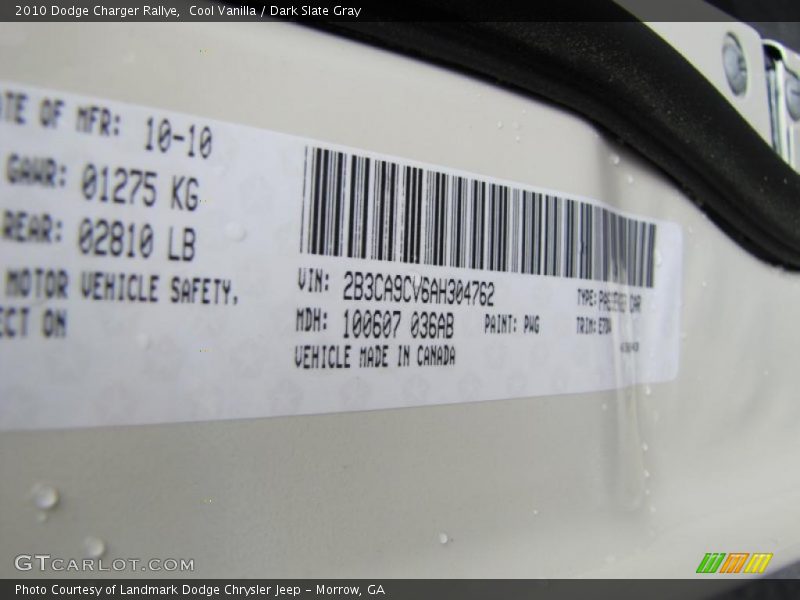 2010 Dodge Charger Rallye,  Cool Vanilla / Dark Slate Gray
ATE OF MFR: 10-10
GAWR: 01275 KG
REAR: 02810 LB
MOTOR VEHICLE SAFETY,
ECT ON
VIN: 2B3CA9CV6AH304762
MDH: 100607 036AB
PAINT: PWG
VEHICLE MADE IN CANADA
TYPE: PASSENGER CAR
TRIM:
GTCARLOT.COM
Photo Courtesy of Landmark Dodge Chrysler Jeep – Morrow, GA